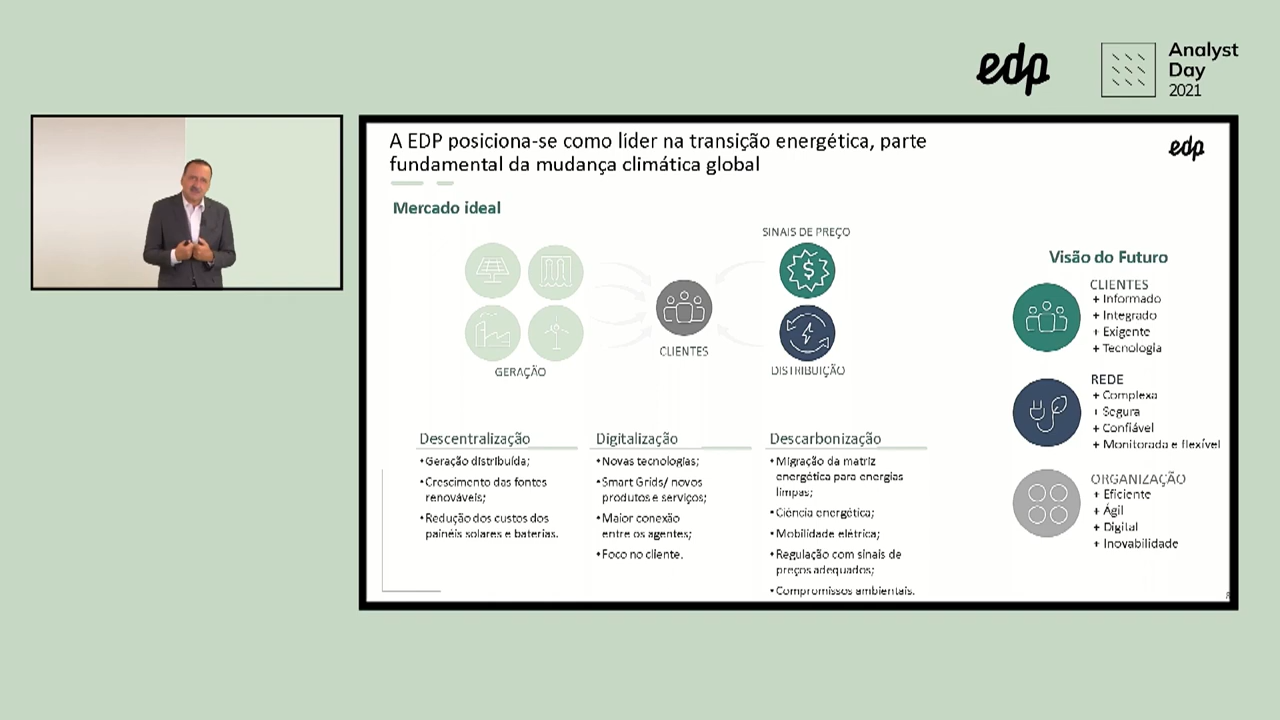 edp
Analyst
Day
2021
A EDP posiciona-se como líder na transição energética, parte
fundamental da mudança climática global
edp
Mercado ideal
SINAIS DE PREÇO
$
CLIENTES
GERAÇÃO
DISTRIBUIÇÃO
Descentralização
•Geração distribuída;
•Crescimento das fontes
renováveis;
•Redução dos custos dos
painéis solares e baterias.
Digitalização
•Novas tecnologias;
•Smart Grids/ novos
produtos e serviços;
•Maior conexão
entre os agentes;
•Foco no cliente.
Descarbonização
•Migração da matriz
energética para energias
limpas;
•Ciência energética;
•Mobilidade elétrica;
•Regulação com sinais de
preços adequados;
•Compromissos ambientais.
Visão do Futuro
CLIENTES
+ Informado
+ Integrado
+ Exigente
+ Tecnologia
REDE
+ Complexa
+ Segura
+ Confiável
+ Monitorada e flexível
ORGANIZAÇÃO
+ Eficiente
+ Ágil
+ Digital
+ Inovabilidade